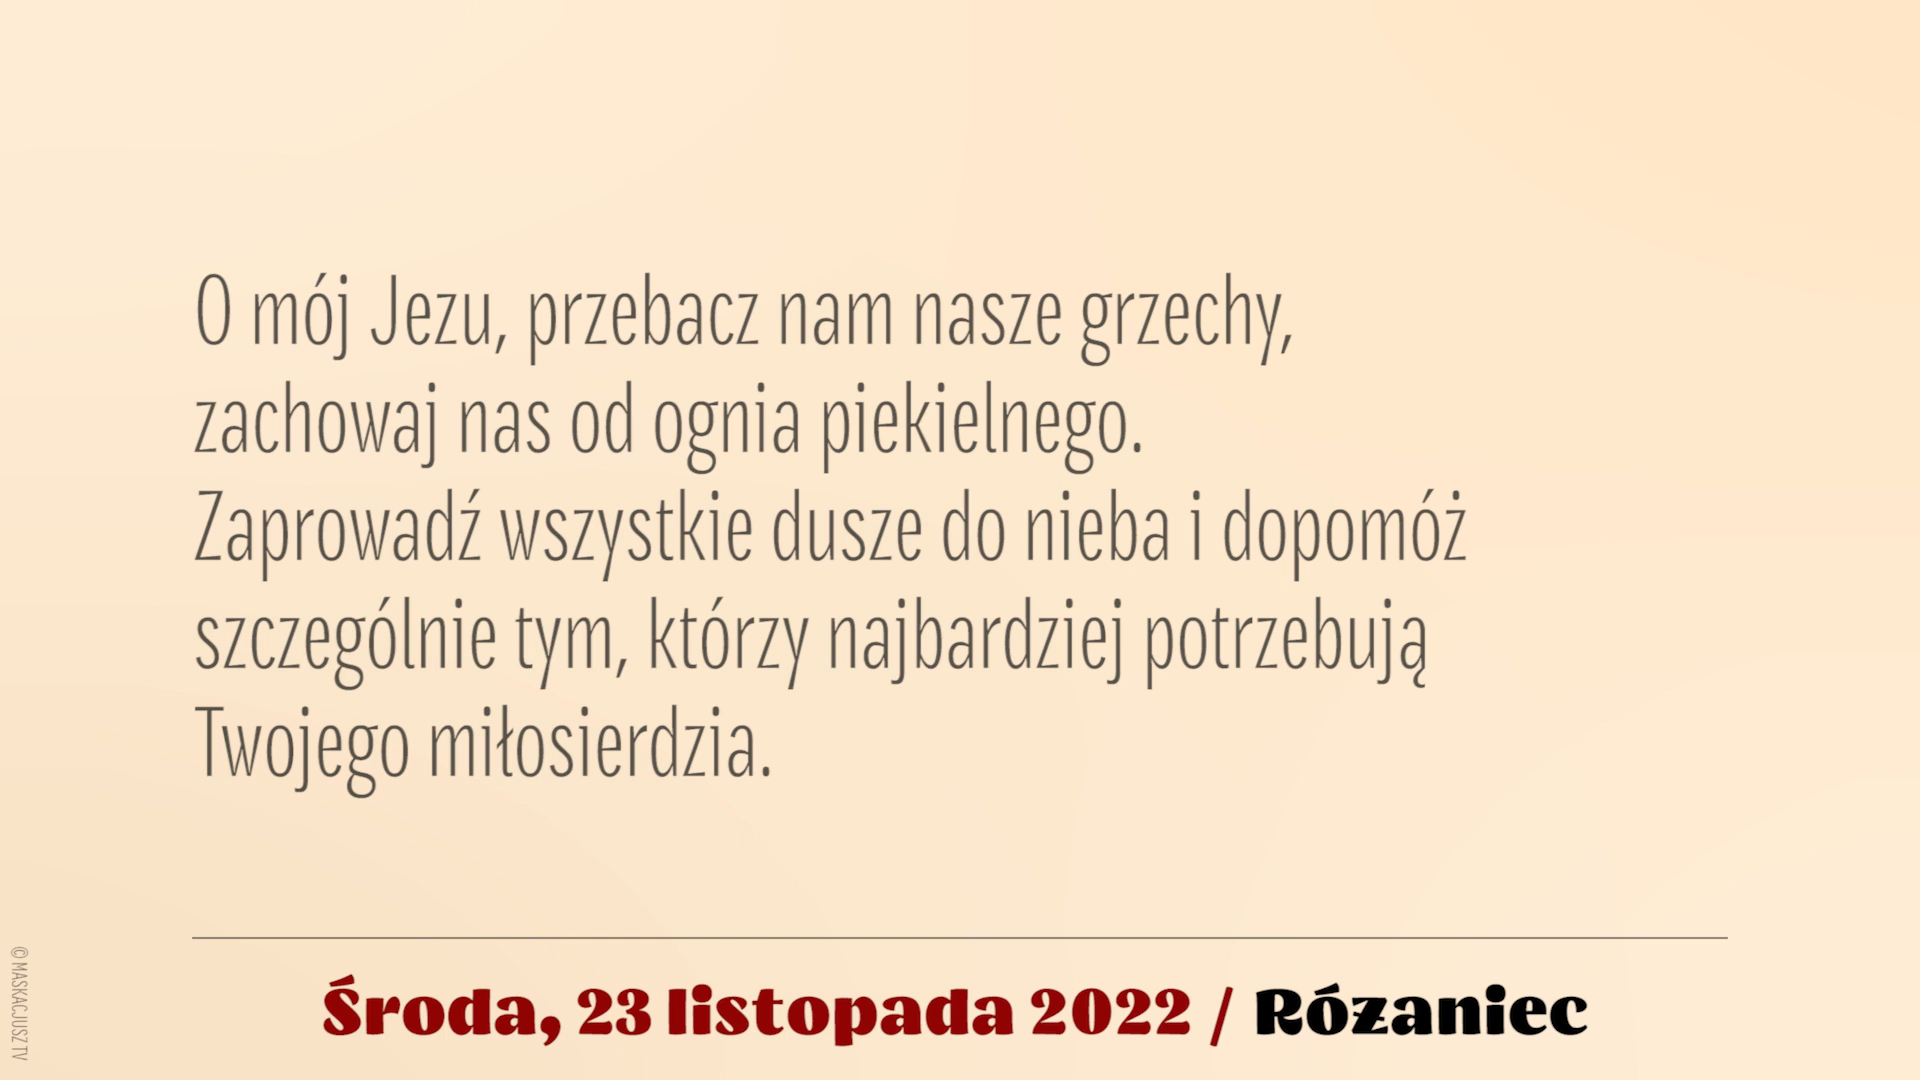 O mój Jezu, przebacz nam nasze grzechy,
zachowaj nas od ognia piekielnego.
Zaprowadź wszystkie dusze do nieba i dopomóż
szczególnie tym, którzy najbardziej potrzebują
Twojego miłosierdzia.
Środa, 23 listopada 2022 / Różaniec
© MASKACJUSZ TV